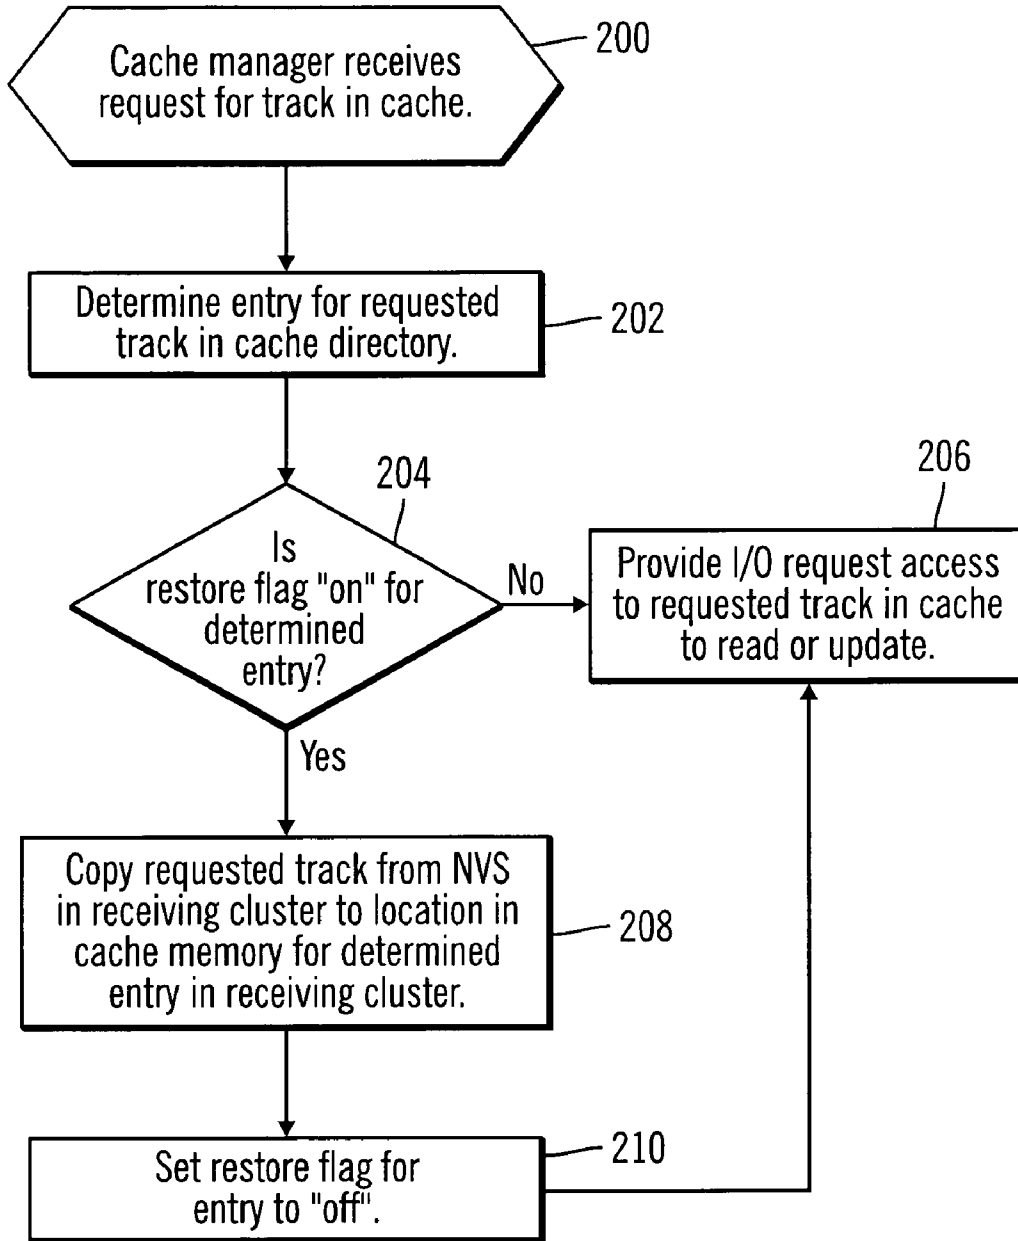 Cache manager receives
request for track in cache.
200
Determine entry for requested
track in cache directory.
202
204
Is
restore flag "on" for
determined
entry?
No
206
Provide I/O request access
to requested track in cache
to read or update.
Yes
Copy requested track from NVS
in receiving cluster to location in
cache memory for determined
entry in receiving cluster.
208
Set restore flag for
entry to "off".
210